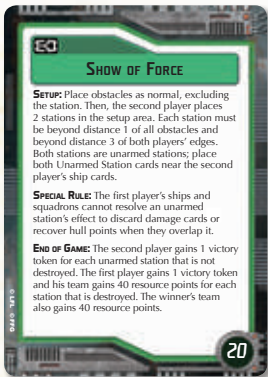 SHOW OF FORCE
SETUP: Place obstacles as normal, excluding
the station. Then, the second player places
2 stations in the setup area. Each station must
be beyond distance 1 of all obstacles and
beyond distance 3 of both players' edges.
Both stations are unarmed stations; place
both Unarmed Station cards near the second
player's ship cards.
SPECIAL RULE: The first player's ships and
squadrons cannot resolve an unarmed
station's effect to discard damage cards or
recover hull points when they overlap it.
END OF GAME: The second player gains 1 victory
token for each unarmed station that is not
destroyed. The first player gains 1 victory token
and his team gains 40 resource points for each
station that is destroyed. The winner's team
also gains 40 resource points.
© LFL © FFG
20